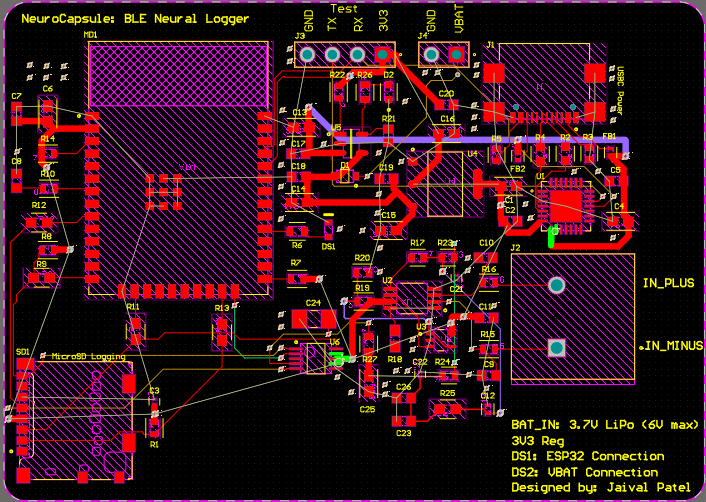 NeuroCapsule: BLE Neural Logger
Test
GND
TX
RX
3V3
GND
VBAT
MD1
J3
J4
J1
USBC Power
R22
R26
D2
C7
C6
C13
C20
R21
C16
R14
C17
U4
R5
R4
R2
R3
FB1
C8
R10
C18
D1
C19
FB2
U1
C5
R12
C14
C15
C1
C2
C4
R8
R6
DS1
R17
R23
C10
J2
R9
R7
R20
R16
IN_PLUS
U2
C21
R19
R11
R13
C24
U3
C11
U6
R15
IN_MINUS
SD1
MicroSD Logging
R27
R18
C22
R24
C9
C3
C26
R25
C12
C25
R1
C23
BAT_IN: 3.7V LiPo (6V max)
3V3 Reg
DS1: ESP32 Connection
DS2: VBAT Connection
Designed by: Jaival Patel